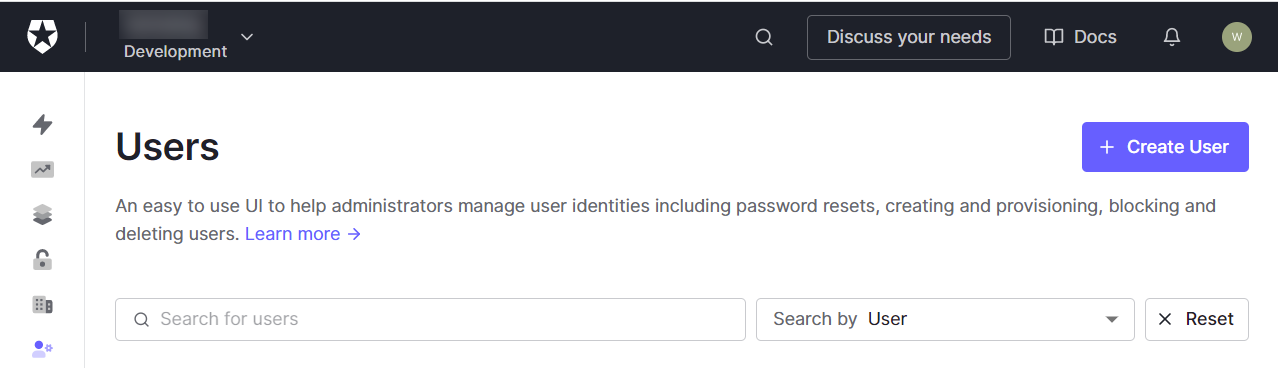 Development
Discuss your needs
Docs
W
Users
Create User
An easy to use UI to help administrators manage user identities including password resets, creating and provisioning, blocking and
deleting users. Learn more →
Search for users
Search by User
Reset